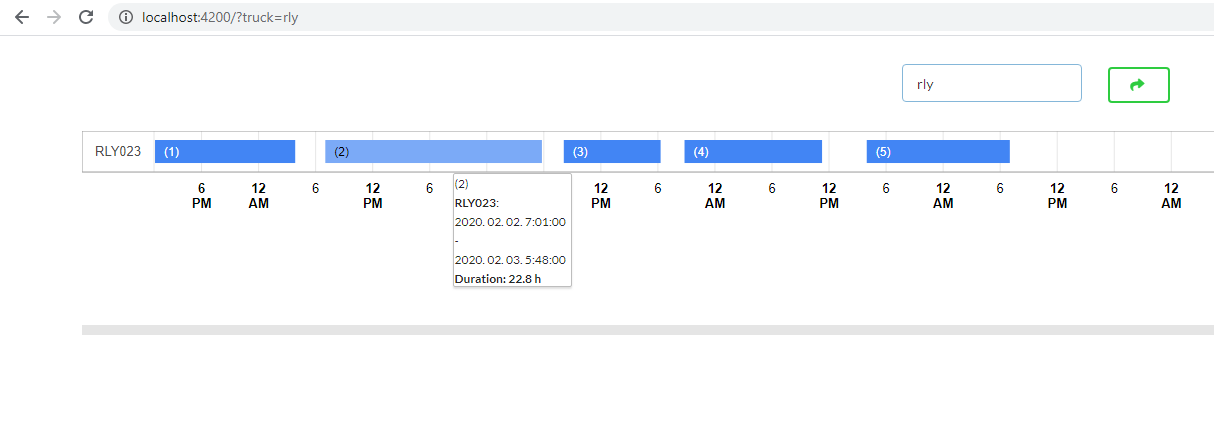 localhost:4200/?truck=rly
rly
RLY023 (1) (2) (3) (4) (5)
6 PM 12 AM 6 12 PM 6 12 PM 6 12 AM 6 12 PM 6 12 AM 6 12 PM 6 12 AM
(2)
RLY023:
2020. 02. 02. 7:01:00
-
2020. 02. 03. 5:48:00
Duration: 22.8 h